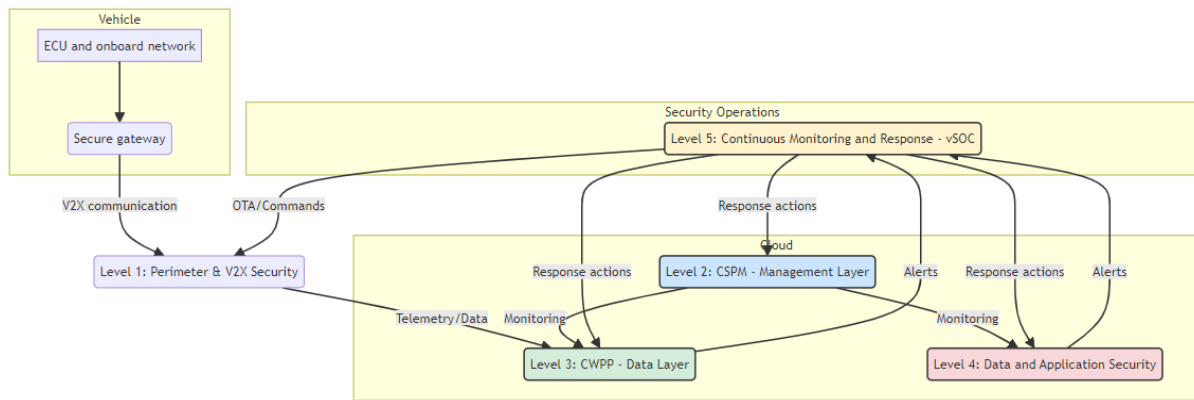 Vehicle
ECU and onboard network
Security Operations
Secure gateway
Level 5: Continuous Monitoring and Response - vSOC
V2X communication
OTA/Commands
Response actions
Cloud
Level 1: Perimeter & V2X Security
Response actions
Level 2: CSPM - Management Layer
Alerts
Response actions
Alerts
Telemetry/Data
Monitoring
Monitoring
Level 3: CWPP - Data Layer
Level 4: Data and Application Security